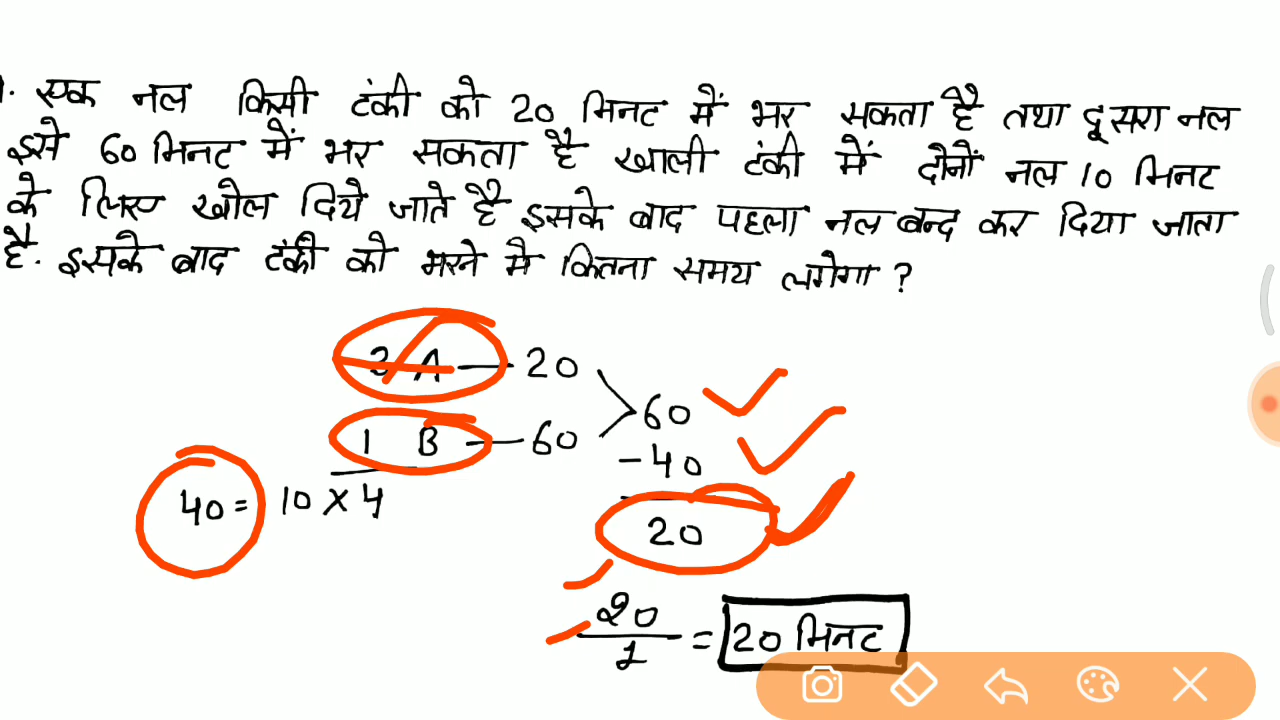 1. एक नल किसी टंकी को 20 मिनट में भर सकता है तथा दूसरा नल
इसे 60 मिनट में भर सकता है खाली टंकी में दोनों नल 10 मिनट
के लिए खोल दिये जाते है इसके बाद पहला नल बन्द कर दिया जाता
है. इसके बाद टंकी को भरने मे कितना समय लगेगा ?
3 A — 20
60
1 B — 60
- 40
40 = 10 x 4
20
20
/1 = 20 मिनट